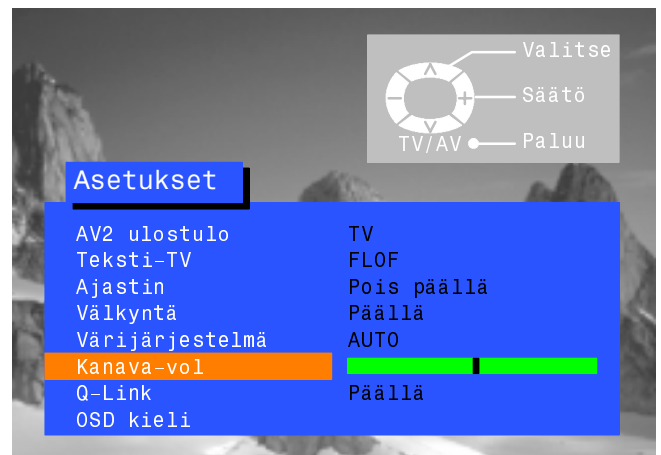 Valitse
Säätö
TV/AV Paluu
Asetukset
AV2 ulostulo TV
Teksti-TV FLOF
Ajastin Pois päällä
Välkyntä Päällä
Värijärjestelmä AUTO
Kanava-vol
Q-Link Päällä
OSD kieli